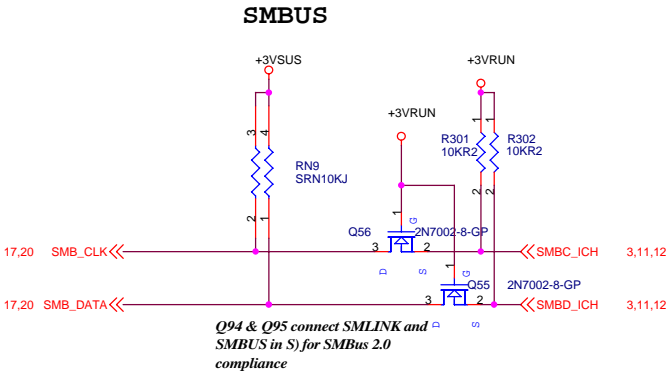 SMBUS
+3VSUS
+3VRUN
+3VRUN
3
4
1
1
R301
10KR2
R302
10KR2
RN9
SRN10KJ
2
1
2
2
1
G
Q56
2N7002-8-GP
17,20
SMB_CLK
3
2
SMBC_ICH
3,11,12
D
S
1
G
Q55
2N7002-8-GP
17,20
SMB_DATA
3
2
SMBD_ICH
3,11,12
D
S
Q94 & Q95 connect SMLINK and
SMBUS in S) for SMBus 2.0
compliance